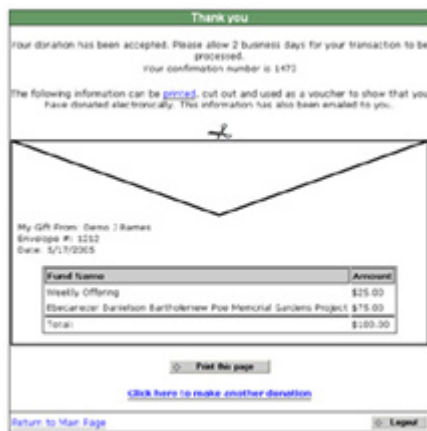 Thank you
Your donation has been accepted. Please allow 2 business days for your transaction to be
processed.
Your confirmation number is 1473
The following information can be printed, cut out and used as a voucher to show that you
have donated electronically. This information has also been emailed to you.
My Gift From: Demo J Rames
Envelope #: 1212
Date: 5/17/2005
Fund Name Amount
Weekly Offering $25.00
Ebecanezer Danielson Bartholemew Poe Memorial Gardens Project $75.00
Total: $100.00
Print this page
Click here to make another donation
Return to Main Page Logout